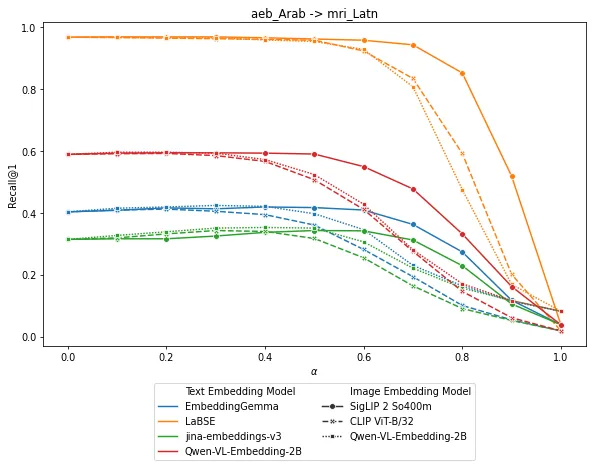 aeb_Arab -> mri_Latn
1.0
0.8
0.6
0.4
0.2
0.0
Recall@1
0.0 0.2 0.4 0.6 0.8 1.0
α
Text Embedding Model
EmbeddingGemma
LaBSE
jina-embeddings-v3
Qwen-VL-Embedding-2B
Image Embedding Model
SigLIP 2 So400m
CLIP ViT-B/32
Qwen-VL-Embedding-2B